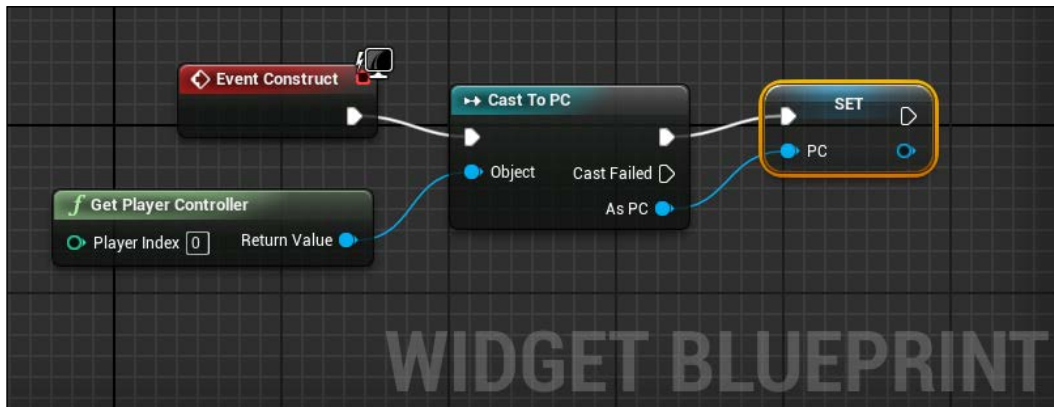 Event Construct
Cast To PC
SET
Object
Cast Failed
PC
As PC
f Get Player Controller
Player Index 0
Return Value
WIDGET BLUEPRINT